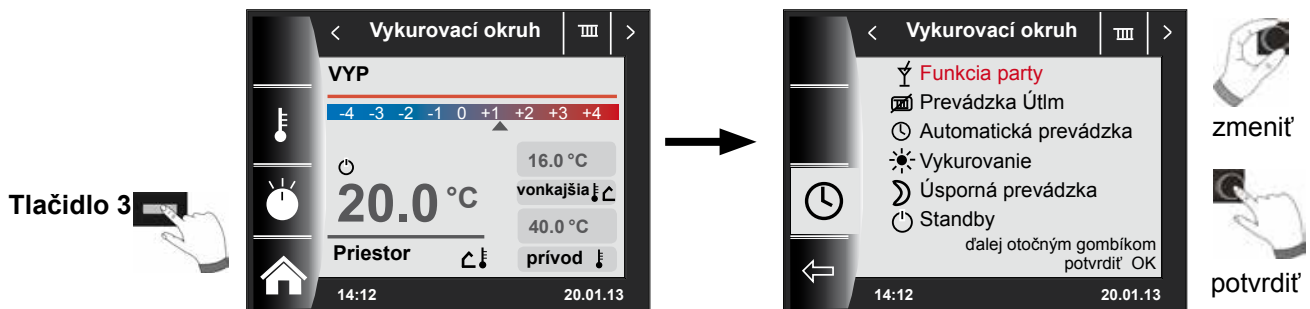 Tlačidlo 3
< Vykurovací okruh >
VYP
-4 -3 -2 -1 0 +1 +2 +3 +4
16.0 °C
vonkajšia
20.0 °C
40.0 °C
Priestor
prívod
14:12 20.01.13
< Vykurovací okruh >
Funkcia party
Prevádzka Útlm
Automatická prevádzka
Vykurovanie
Úsporná prevádzka
Standby
ďalej otočným gombíkom
potvrdiť OK
14:12 20.01.13
zmeniť
potvrdiť